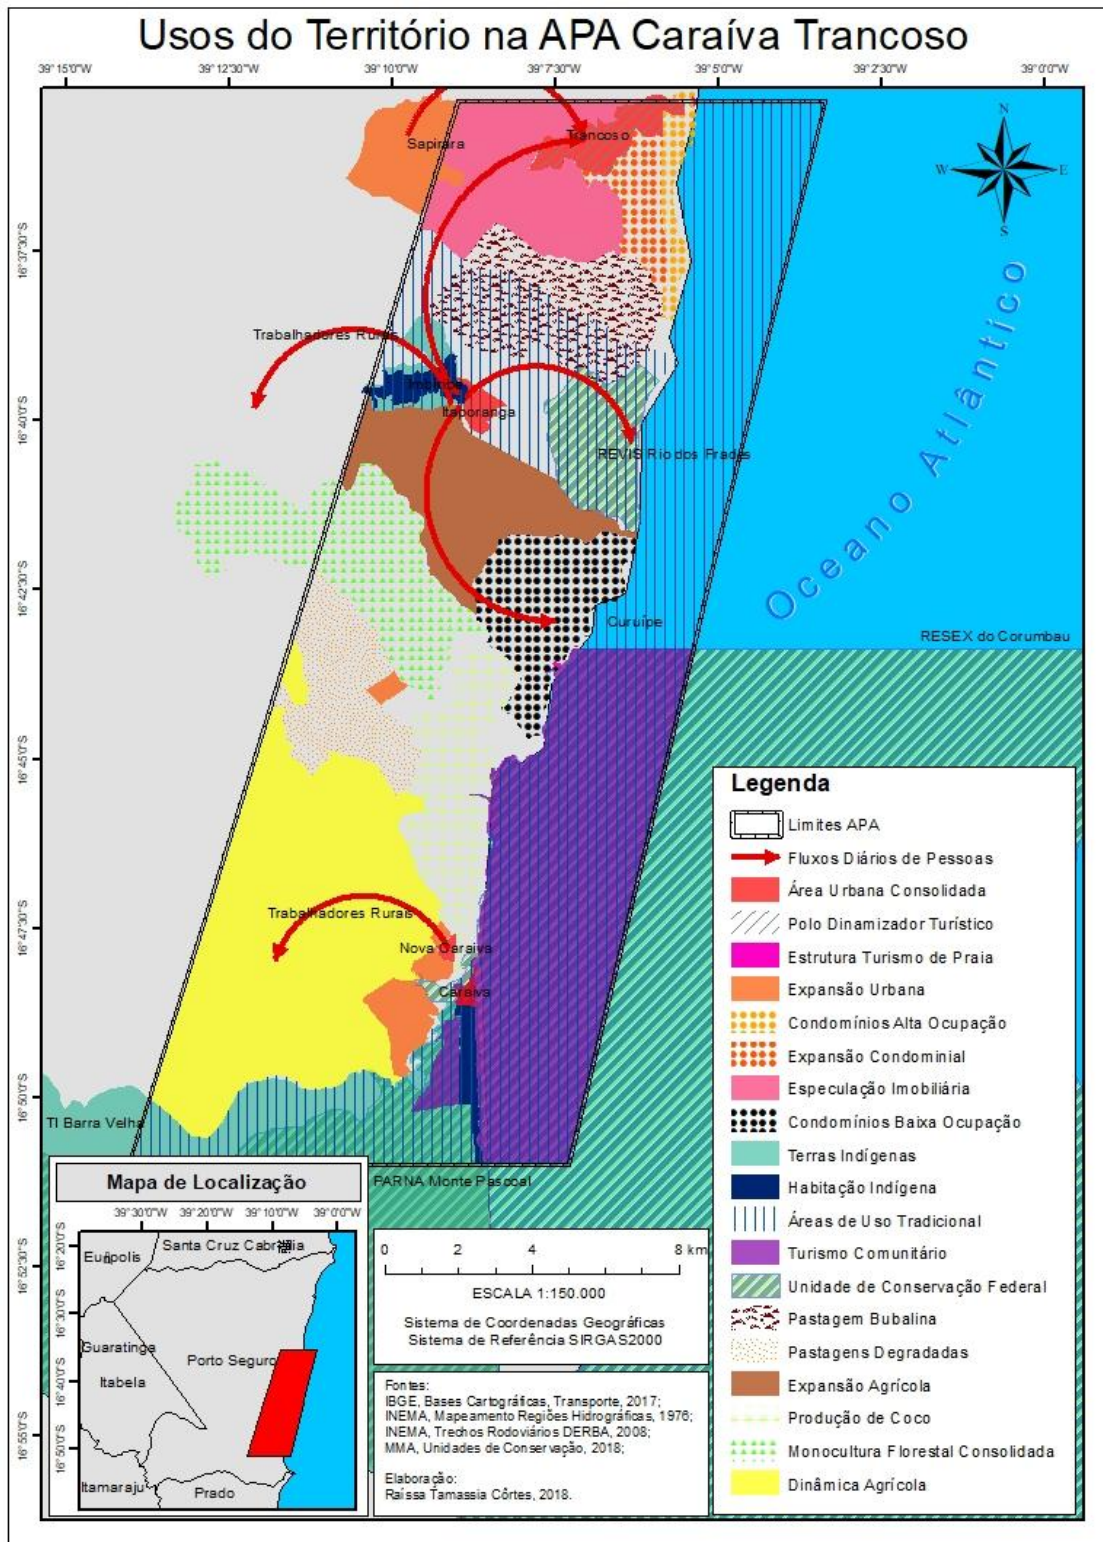 Usos do Território na APA Caraíva Trancoso
39°15'0"W 39°12'30"W 39°10'0"W 39°7'30"W 39°5'0"W 39°2'30"W 39°0'0"W
N
W E
S
Sapirara
Trancoso
16°37'30"S
Trabalhadores Rurais
Imbiriba
Itaporanga
16°40'0"S
REVIS Rio dos Frades
Oceano Atlântico
16°42'30"S
Curuípe
RESEX do Corumbau
16°45'0"S
Trabalhadores Rurais
16°47'30"S
Nova Caraíva
Caraíva
16°50'0"S
TI Barra Velha
PARNA Monte Pascoal
16°52'30"S
16°55'0"S
Legenda
Limites APA
Fluxos Diários de Pessoas
Área Urbana Consolidada
Polo Dinamizador Turístico
Estrutura Turismo de Praia
Expansão Urbana
Condomínios Alta Ocupação
Expansão Condominial
Especulação Imobiliária
Condomínios Baixa Ocupação
Terras Indígenas
Habitação Indígena
Áreas de Uso Tradicional
Turismo Comunitário
Unidade de Conservação Federal
Pastagem Bubalina
Pastagens Degradadas
Expansão Agrícola
Produção de Coco
Monocultura Florestal Consolidada
Dinâmica Agrícola
Mapa de Localização
39°30'0"W 39°20'0"W 39°10'0"W 39°0'0"W
16°20'0"S
16°30'0"S
16°40'0"S
16°50'0"S
Santa Cruz Cabrália
Eunápolis
Guaratinga
Porto Seguro
Itabela
Itamaraju
Prado
0 2 4 8 km
ESCALA 1:150.000
Sistema de Coordenadas Geográficas
Sistema de Referência SIRGAS2000
Fontes:
IBGE, Bases Cartográficas, Transporte, 2017;
INEMA, Mapeamento Regiões Hidrográficas, 1976;
INEMA, Trechos Rodoviários DERBA, 2008;
MMA, Unidades de Conservação, 2018;
Elaboração:
Raíssa Tamassia Côrtes, 2018.